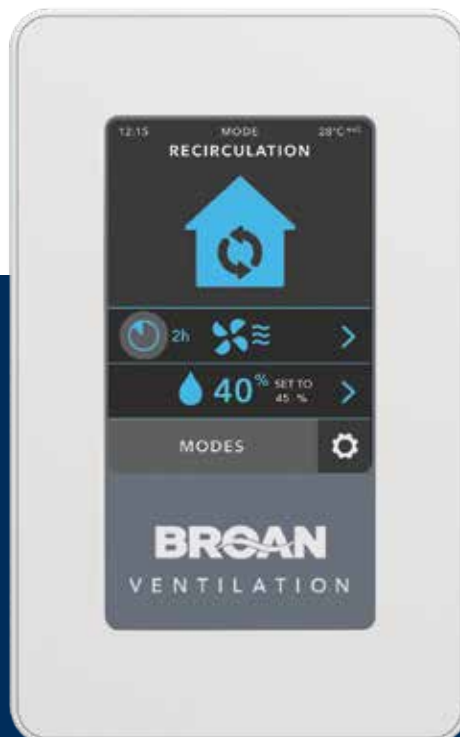 12:15 MODE 28°C
RECIRCULATION
2h
40% SET TO
45 %
MODES
BROAN
VENTILATION